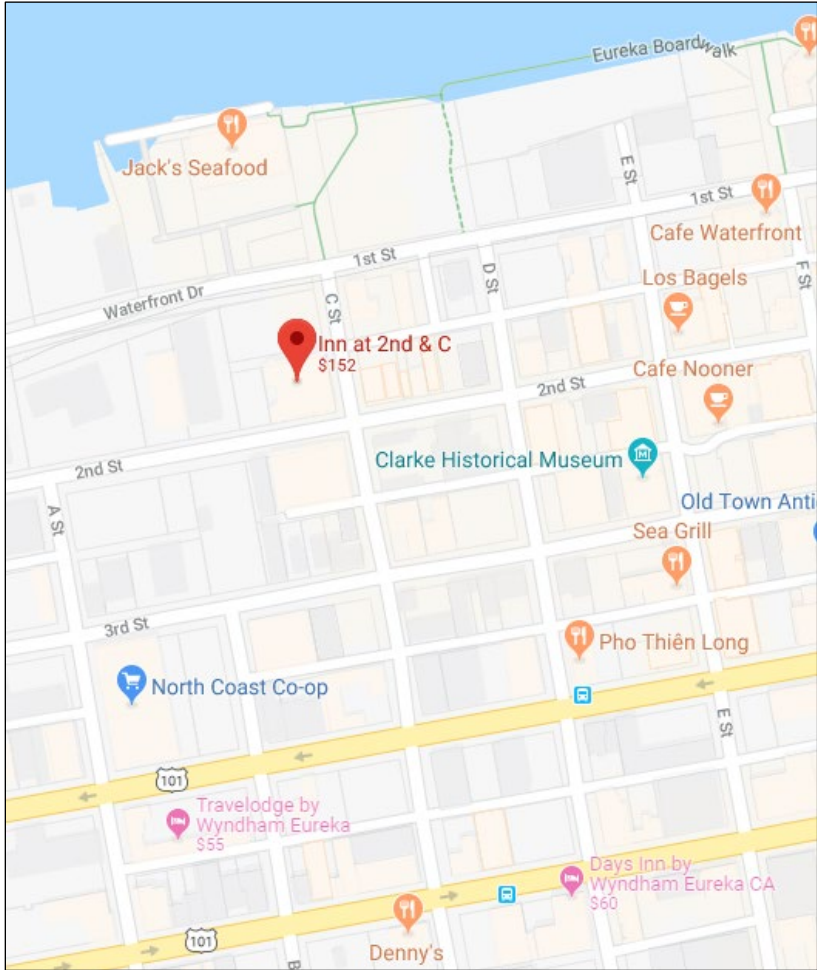 Eureka Boardwalk
Jack's Seafood
E St
1st St
Cafe Waterfront
1st St
D St
F St
Los Bagels
Waterfront Dr
C St
Inn at 2nd & C
$152
Cafe Nooner
2nd St
2nd St
Clarke Historical Museum
A St
Old Town Anti
Sea Grill
3rd St
Pho Thiên Long
North Coast Co-op
E St
101
Travelodge by
Wyndham Eureka
$55
Days Inn by
Wyndham Eureka CA
$60
101
Denny's
B